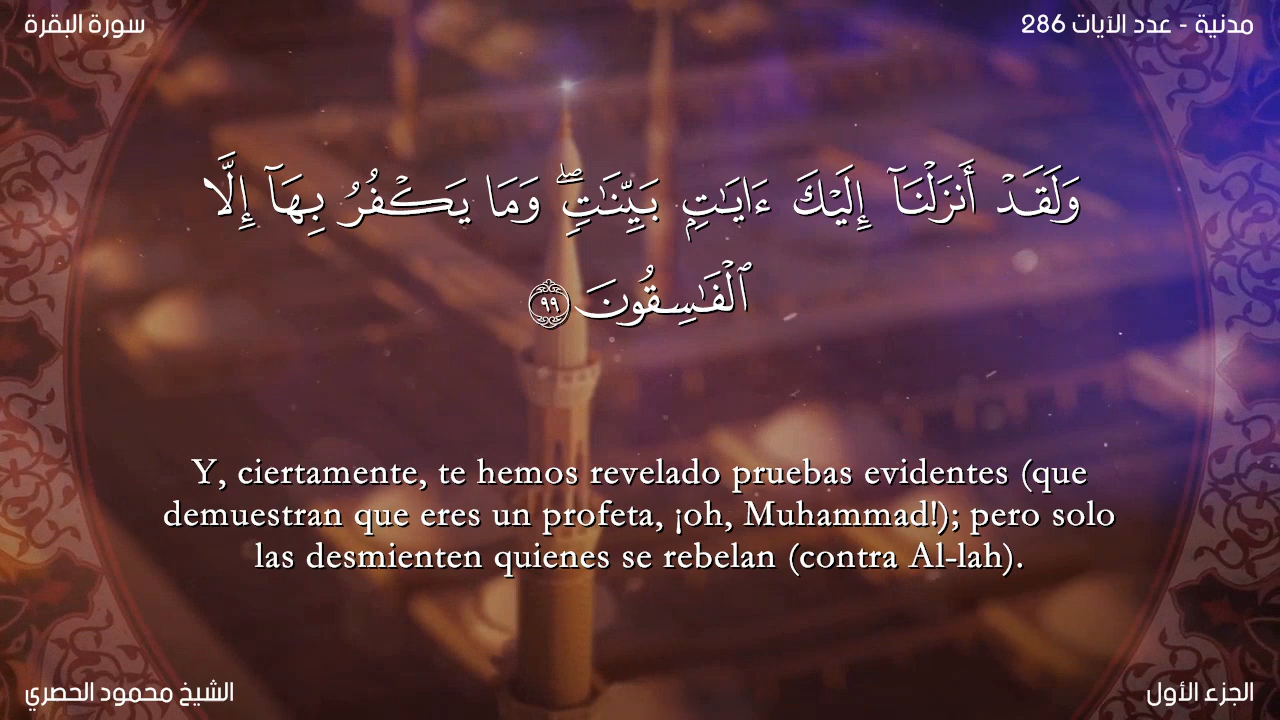 سورة البقرة
مدنية - عدد الآيات 286
وَلَقَدْ أَنزَلْنَآ إِلَيْكَ ءَايَـٰتٍۭ بَيِّنَـٰتٍۢ ۖ وَمَا يَكْفُرُ بِهَآ إِلَّا
ٱلْفَـٰسِقُونَ ٩٩
Y, ciertamente, te hemos revelado pruebas evidentes (que
demuestran que eres un profeta, ¡oh, Muhammad!); pero solo
las desmienten quienes se rebelan (contra Al-lah).
الشيخ محمود الحصري
الجزء الأول